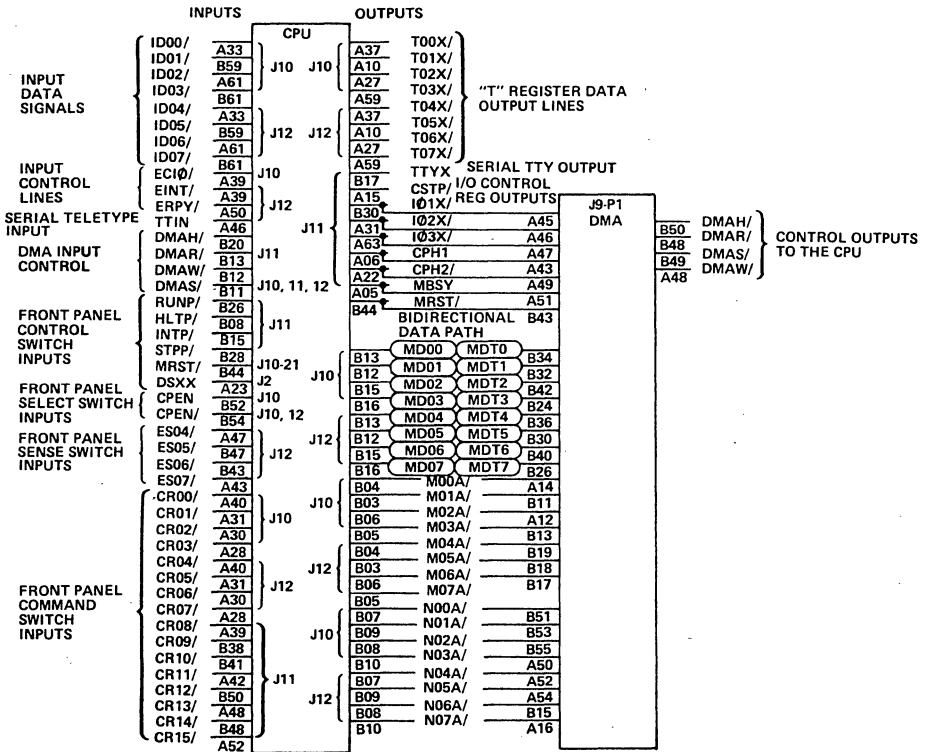 INPUTS
OUTPUTS
CPU
INPUT
DATA
SIGNALS
ID00/ A33
ID01/ B59
ID02/ A61
ID03/ B61
J10
ID04/ A33
ID05/ B59
ID06/ A61
ID07/ B61
J12
INPUT
CONTROL
LINES
ECIØ/ A39 J10
EINT/ A39
ERPY/ A50
J12
SERIAL TELETYPE
INPUT
TTIN A46
DMA INPUT
CONTROL
DMAH/ B20
DMAR/ B13
DMAW/ B12
J11
DMAS/ B11 J10, 11, 12
FRONT PANEL
CONTROL
SWITCH
INPUTS
RUNP/ B26
HLTP/ B08
INTP/ B15
STPP/ B28
J11
MRST/ B44 J10-21
DSXX A23 J2
FRONT PANEL
SELECT SWITCH
INPUTS
CPEN B52 J10
CPEN/ B54 J10, 12
FRONT PANEL
SENSE SWITCH
INPUTS
ES04/ A47
ES05/ B47
ES06/ B43
ES07/ A43
J12
FRONT PANEL
COMMAND
SWITCH
INPUTS
CR00/ A40
CR01/ A31
CR02/ A30
CR03/ A28
J10
CR04/ A40
CR05/ A31
CR06/ A30
CR07/ A28
J12
CR08/ A39
CR09/ B38
CR10/ B41
CR11/ A42
CR12/ B50
CR13/ A48
CR14/ B48
CR15/ A52
J11
J10
A37 T00X/
A10 T01X/
A27 T02X/
A59 T03X/
J12
A37 T04X/
A10 T05X/
A27 T06X/
A59 T07X/
"T" REGISTER DATA
OUTPUT LINES
J11
B17 TTYX SERIAL TTY OUTPUT
A15 CSTP/ I/O CONTROL
REG OUTPUTS
B30 IØ1X/ A45
A31 IØ2X/ A46
A63 IØ3X/ A47
A06 CPH1 A43
A22 CPH2/ A49
A05 MBSY A51
B44 MRST/ B43
J9-P1
DMA
B50 DMAH/
B48 DMAR/
B49 DMAS/
A48 DMAW/
CONTROL OUTPUTS
TO THE CPU
BIDIRECTIONAL
DATA PATH
J10
B13 MD00 MDT0 B34
B12 MD01 MDT1 B32
B15 MD02 MDT2 B42
B16 MD03 MDT3 B24
J12
B13 MD04 MDT4 B36
B12 MD05 MDT5 B30
B15 MD06 MDT6 B40
B16 MD07 MDT7 B26
J10
B04 M00A/ A14
B03 M01A/ B11
B06 M02A/ A12
B05 M03A/ B13
J12
B04 M04A/ B19
B03 M05A/ B18
B06 M06A/ B17
B05 M07A/
J10
B07 N00A/ B51
B09 N01A/ B53
B08 N02A/ B55
B10 N03A/ A50
J12
B07 N04A/ A52
B09 N05A/ A54
B08 N06A/ B15
B10 N07A/ A16